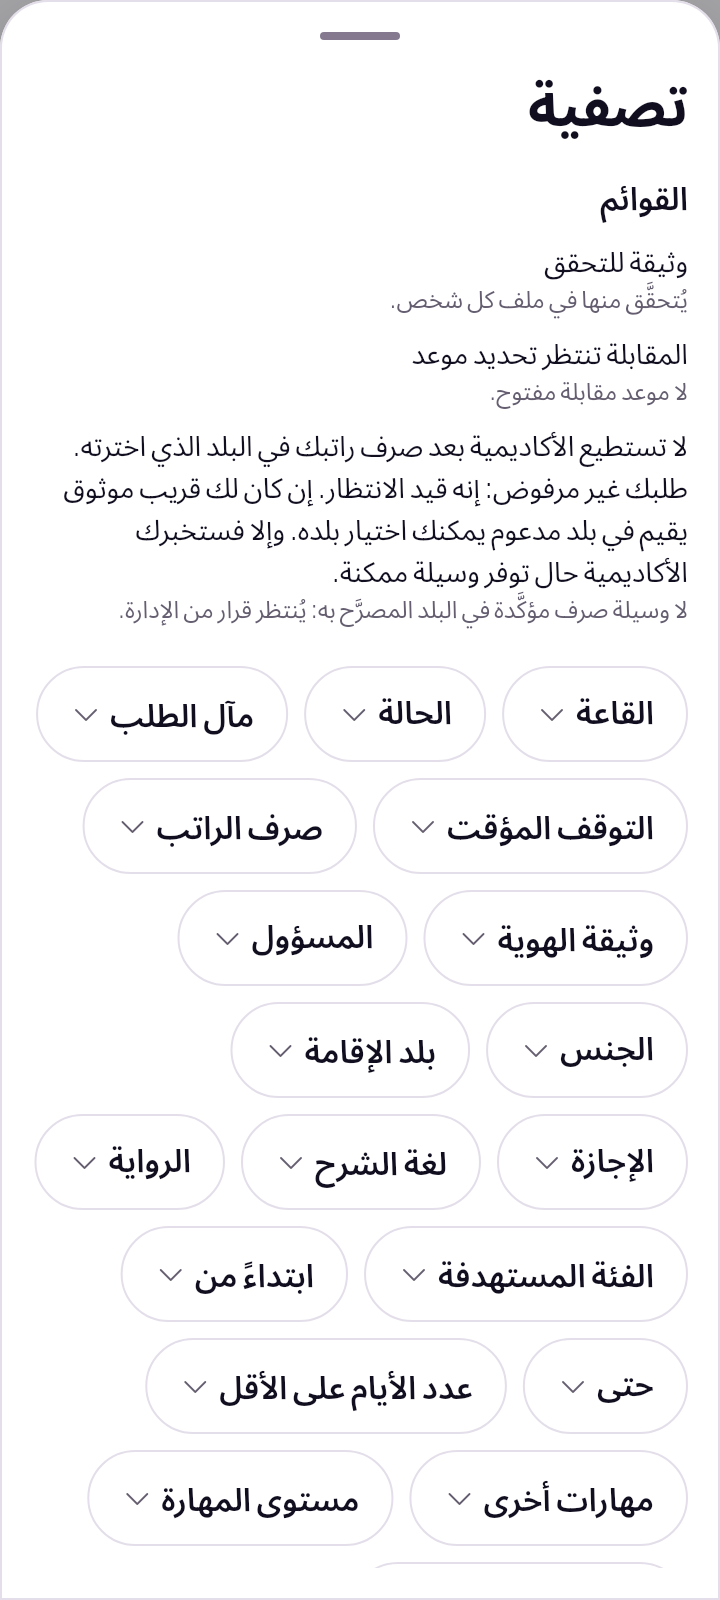 تصفية
القوائم
وثيقة للتحقق
يُتحقَّق منها في ملف كل شخص.
المقابلة تنتظر تحديد موعد
لا موعد مقابلة مفتوح.
لا تستطيع الأكاديمية بعد صرف راتبك في البلد الذي اخترته.
طلبك غير مرفوض: إنه قيد الانتظار. إن كان لك قريب موثوق
يقيم في بلد مدعوم يمكنك اختيار بلده. وإلا فستخبرك
الأكاديمية حال توفر وسيلة ممكنة.
لا وسيلة صرف مؤكَّدة في البلد المصرَّح به: يُنتظر قرار من الإدارة.
القاعة الحالة مآل الطلب
التوقف المؤقت صرف الراتب
وثيقة الهوية المسؤول
الجنس بلد الإقامة
الإجازة لغة الشرح الرواية
الفئة المستهدفة ابتداءً من
حتى عدد الأيام على الأقل
مهارات أخرى مستوى المهارة